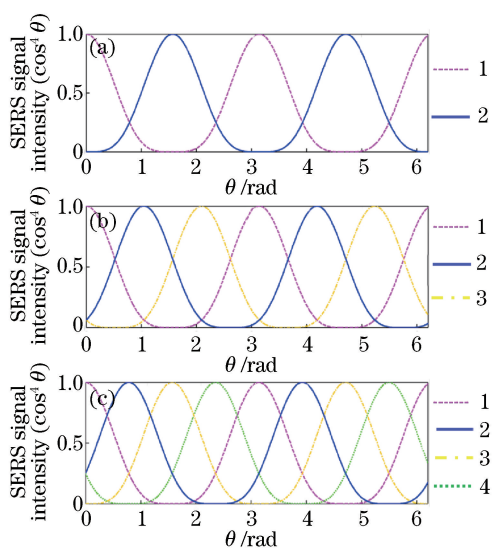 SERS signal
intensity (cos⁴ θ)
1.0
0.5
0
(a)
0 1 2 3 4 5 6
θ /rad
1
2
SERS signal
intensity (cos⁴ θ)
1.0
0.5
0
(b)
0 1 2 3 4 5 6
θ /rad
1
2
3
SERS signal
intensity (cos⁴ θ)
1.0
0.5
0
(c)
0 1 2 3 4 5 6
θ /rad
1
2
3
4